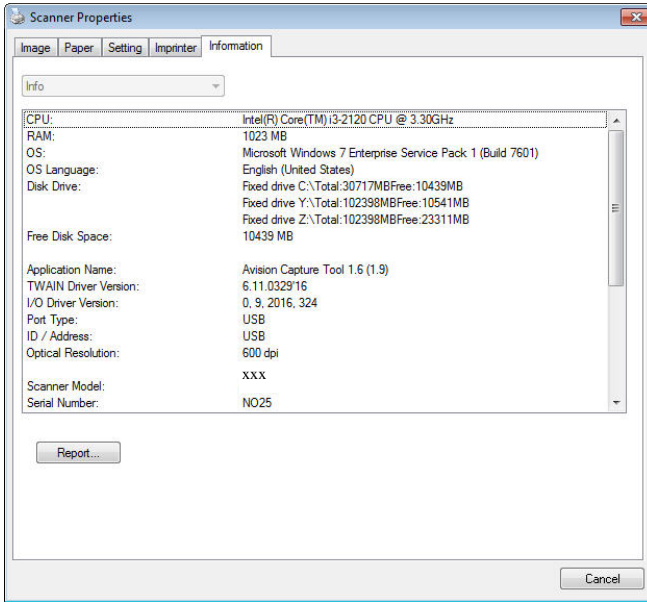 Scanner Properties
Image Paper Setting Imprinter Information
Info
CPU: Intel(R) Core(TM) i3-2120 CPU @ 3.30GHz
RAM: 1023 MB
OS: Microsoft Windows 7 Enterprise Service Pack 1 (Build 7601)
OS Language: English (United States)
Disk Drive: Fixed drive C:\Total:30717MBFree:10439MB
Fixed drive Y:\Total:102398MBFree:10541MB
Fixed drive Z:\Total:102398MBFree:23311MB
Free Disk Space: 10439 MB
Application Name: Avision Capture Tool 1.6 (1.9)
TWAIN Driver Version: 6.11.0329'16
I/O Driver Version: 0, 9, 2016, 324
Port Type: USB
ID / Address: USB
Optical Resolution: 600 dpi
xxx
Scanner Model:
Serial Number: NO25
Report...
Cancel